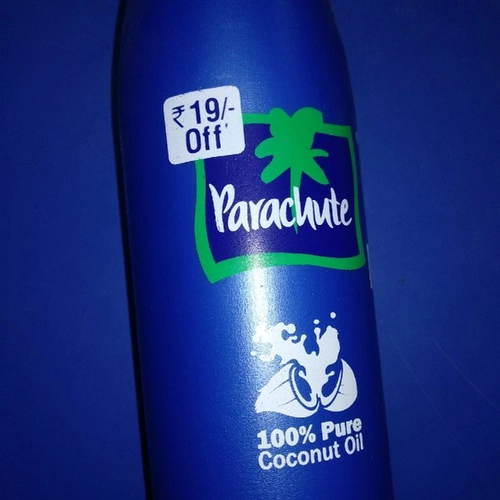 ₹19/-
Off*
Parachute
100% Pure
Coconut Oil